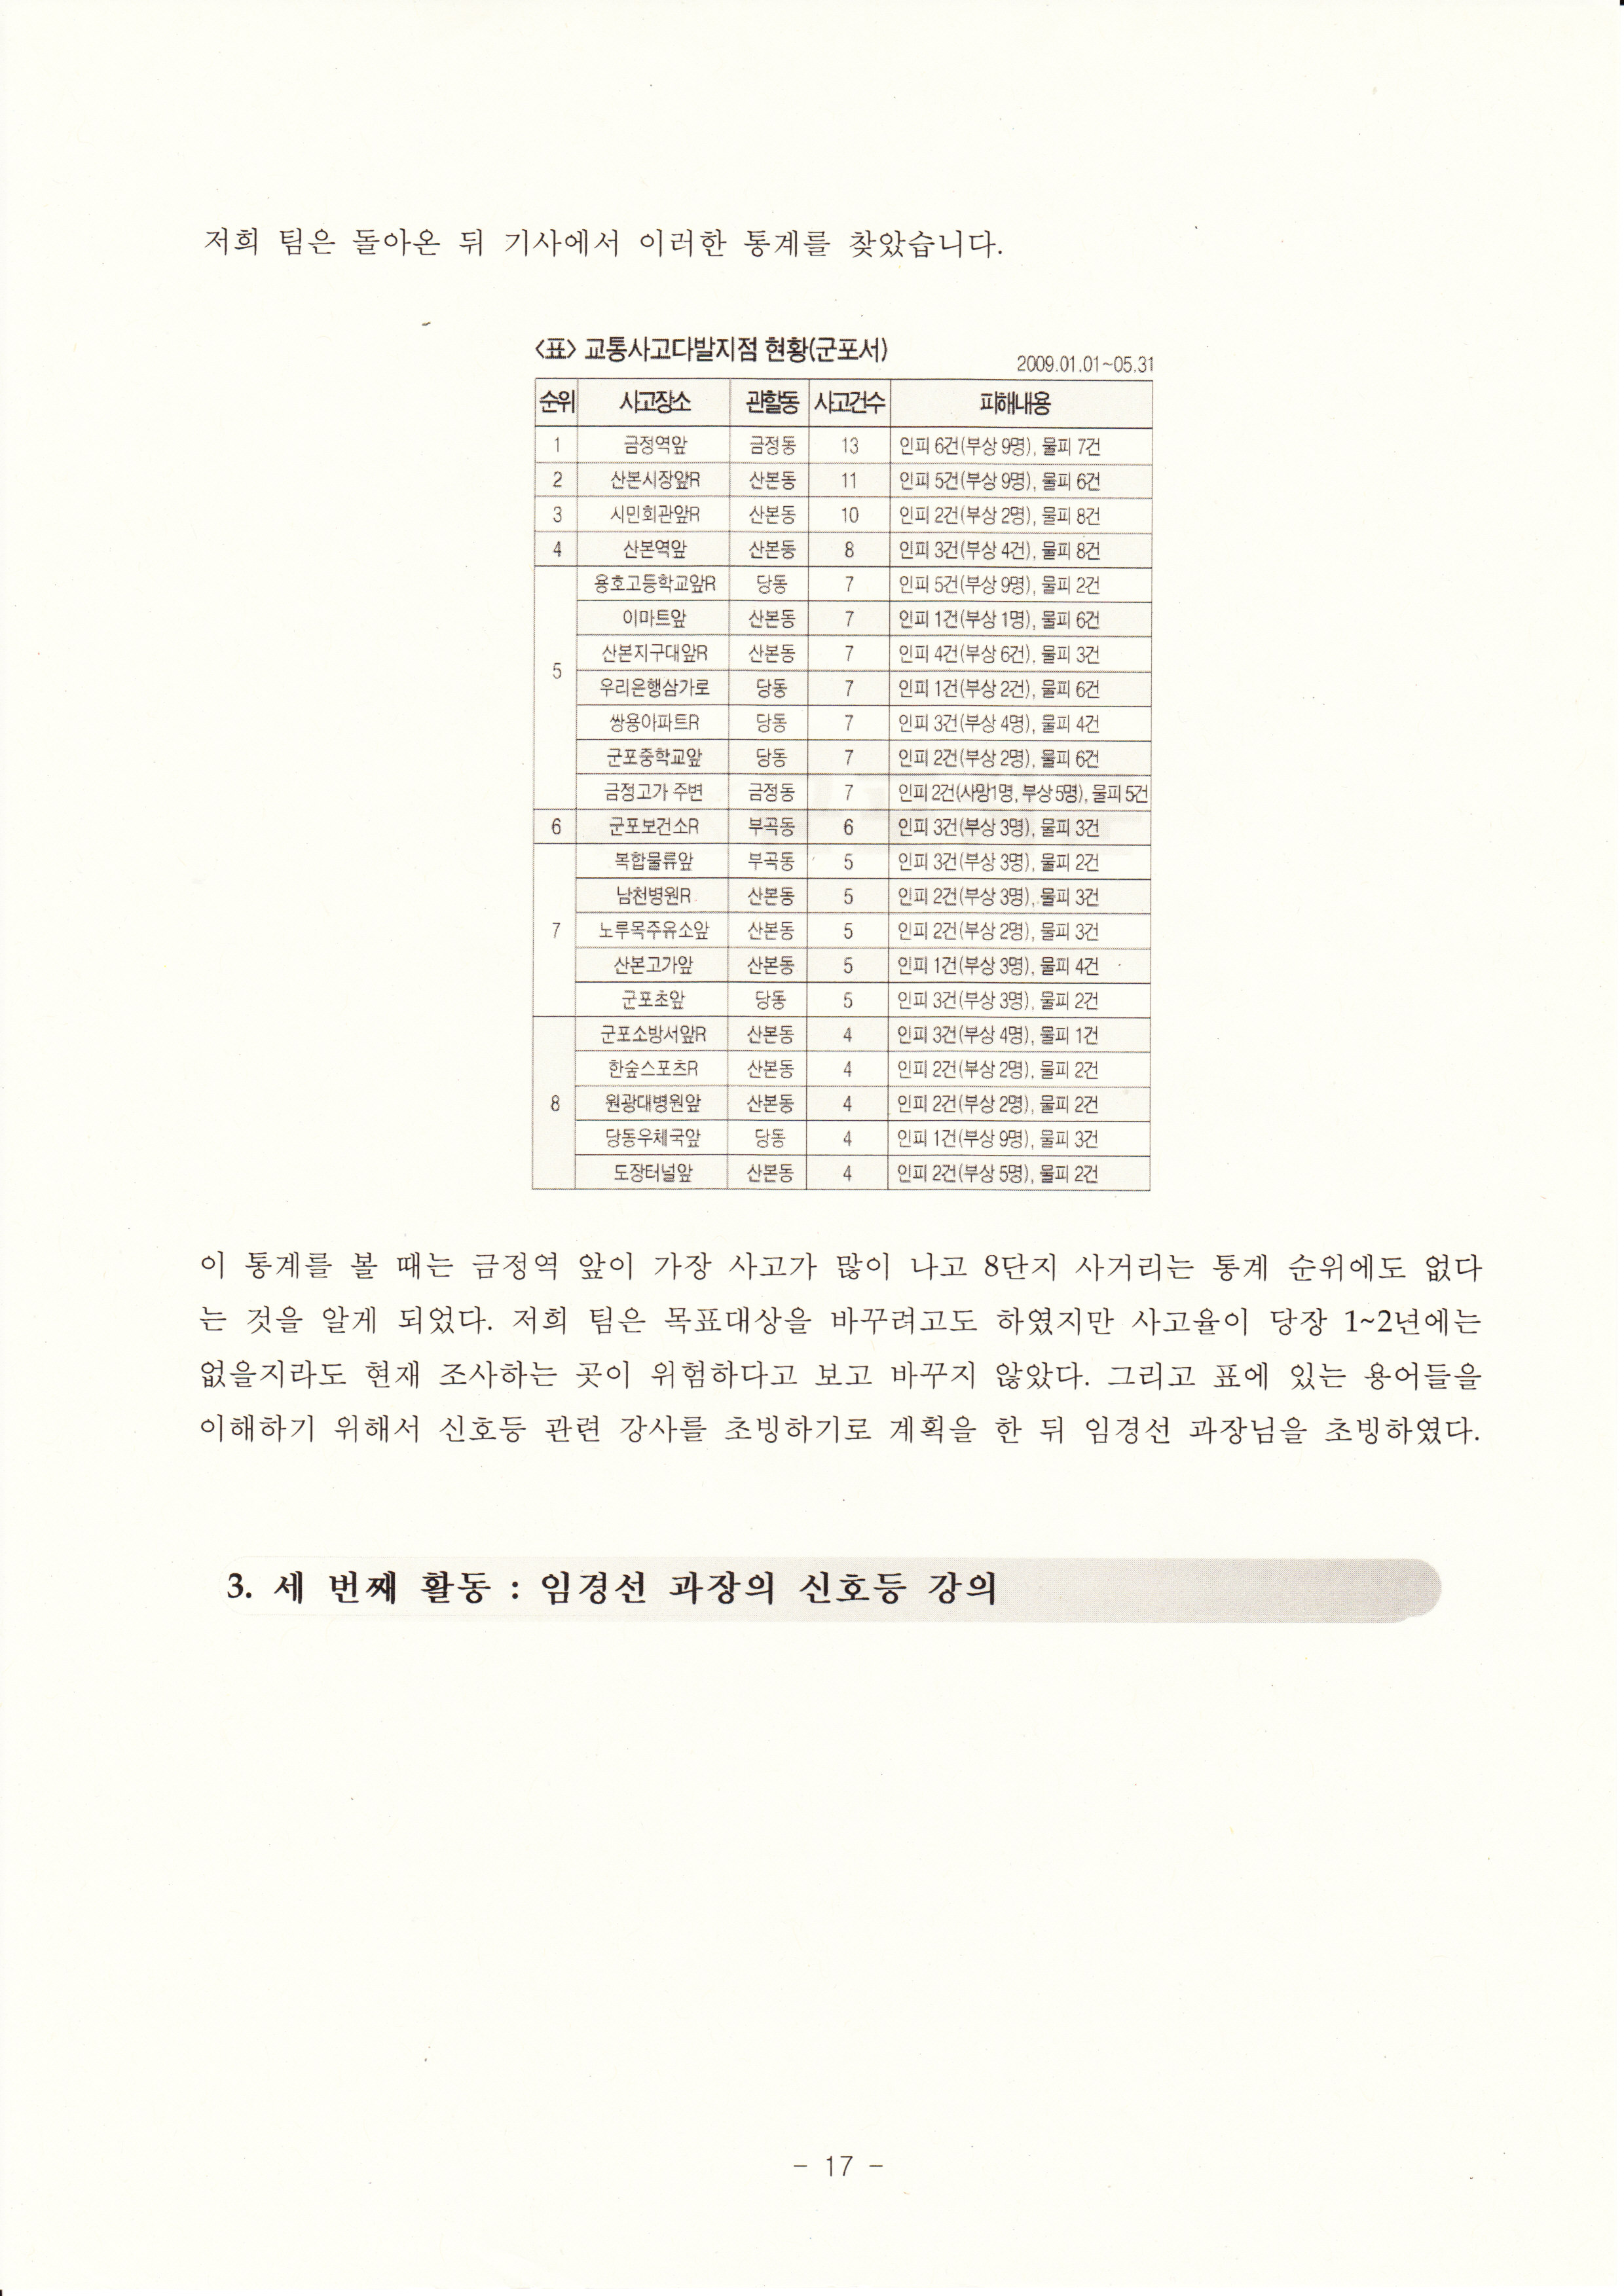 저희 팀은 돌아온 뒤 기사에서 이러한 통계를 찾았습니다.
<표> 교통사고다발지점 현황(군포서)
2009.01.01~05.31
순위 사고장소 관할동 사고건수 피해내용
1 금정역앞 금정동 13 인피 6건(부상 9명), 물피 7건
2 산본시장앞R 산본동 11 인피 5건(부상 9명), 물피 6건
3 시민회관앞R 산본동 10 인피 2건(부상 2명), 물피 8건
4 산본역앞 산본동 8 인피 3건(부상 4건), 물피 8건
용호고등학교앞R 당동 7 인피 5건(부상 9명), 물피 2건
이마트앞 산본동 7 인피 1건(부상 1명), 물피 6건
산본지구대앞R 산본동 7 인피 4건(부상 6건), 물피 3건
5 우리은행삼가로 당동 7 인피 1건(부상 2건), 물피 6건
쌍용아파트R 당동 7 인피 3건(부상 4명), 물피 4건
군포중학교앞 당동 7 인피 2건(부상 2명), 물피 6건
금정고가 주변 금정동 7 인피 2건(사망1명, 부상 5명), 물피 5건
6 군포보건소R 부곡동 6 인피 3건(부상 3명), 물피 3건
복합물류앞 부곡동 5 인피 3건(부상 3명), 물피 2건
남천병원R 산본동 5 인피 2건(부상 3명), 물피 3건
7 노루목주유소앞 산본동 5 인피 2건(부상 2명), 물피 3건
산본고가앞 산본동 5 인피 1건(부상 3명), 물피 4건
군포초앞 당동 5 인피 3건(부상 3명), 물피 2건
군포소방서앞R 산본동 4 인피 3건(부상 4명), 물피 1건
한숲스포츠R 산본동 4 인피 2건(부상 2명), 물피 2건
8 원광대병원앞 산본동 4 인피 2건(부상 2명), 물피 2건
당동우체국앞 당동 4 인피 1건(부상 9명), 물피 3건
도장터널앞 산본동 4 인피 2건(부상 5명), 물피 2건
이 통계를 볼 때는 금정역 앞이 가장 사고가 많이 나고 8단지 사거리는 통계 순위에도 없다
는 것을 알게 되었다. 저희 팀은 목표대상을 바꾸려고도 하였지만 사고율이 당장 1~2년에는
없을지라도 현재 조사하는 곳이 위험하다고 보고 바꾸지 않았다. 그리고 표에 있는 용어들을
이해하기 위해서 신호등 관련 강사를 초빙하기로 계획을 한 뒤 임경선 과장님을 초빙하였다.
3. 세 번째 활동 : 임경선 과장의 신호등 강의
- 17 -